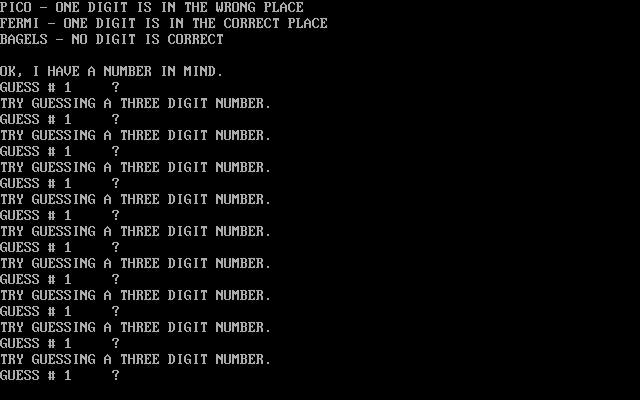 PICO - ONE DIGIT IS IN THE WRONG PLACE
FERMI - ONE DIGIT IS IN THE CORRECT PLACE
BAGELS - NO DIGIT IS CORRECT
OK, I HAVE A NUMBER IN MIND.
GUESS # 1     ?
TRY GUESSING A THREE DIGIT NUMBER.
GUESS # 1     ?
TRY GUESSING A THREE DIGIT NUMBER.
GUESS # 1     ?
TRY GUESSING A THREE DIGIT NUMBER.
GUESS # 1     ?
TRY GUESSING A THREE DIGIT NUMBER.
GUESS # 1     ?
TRY GUESSING A THREE DIGIT NUMBER.
GUESS # 1     ?
TRY GUESSING A THREE DIGIT NUMBER.
GUESS # 1     ?
TRY GUESSING A THREE DIGIT NUMBER.
GUESS # 1     ?
TRY GUESSING A THREE DIGIT NUMBER.
GUESS # 1     ?
TRY GUESSING A THREE DIGIT NUMBER.
GUESS # 1     ?